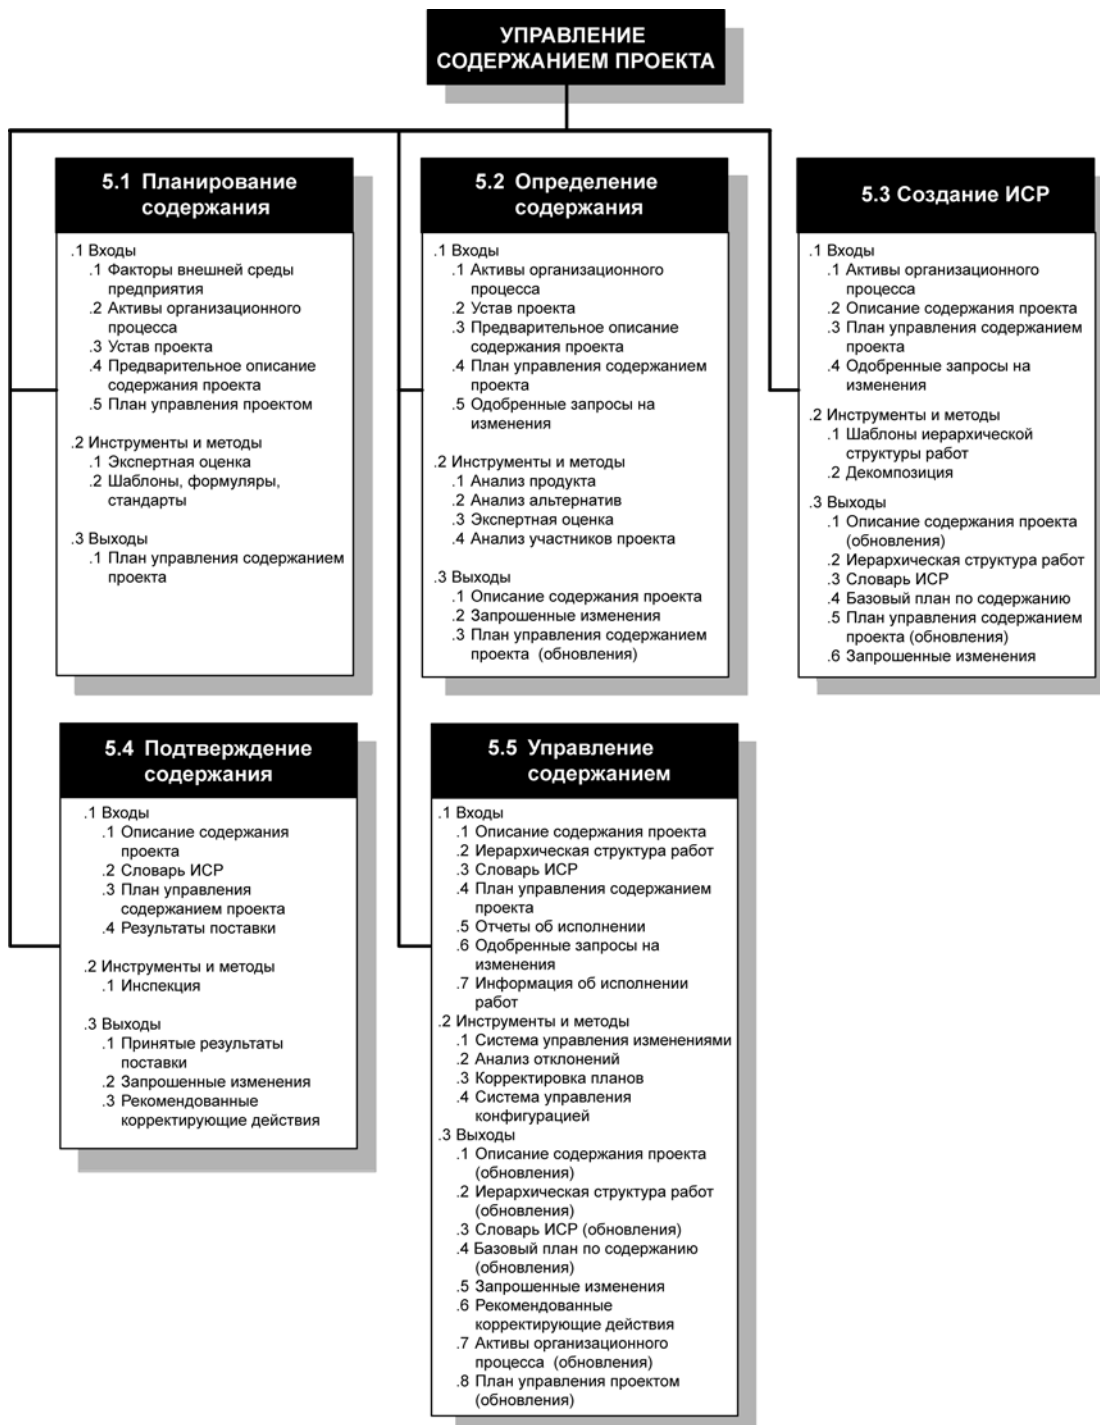 УПРАВЛЕНИЕ
СОДЕРЖАНИЕМ ПРОЕКТА
5.1 Планирование
содержания
.1 Входы
.1 Факторы внешней среды
предприятия
.2 Активы организационного
процесса
.3 Устав проекта
.4 Предварительное описание
содержания проекта
.5 План управления проектом
.2 Инструменты и методы
.1 Экспертная оценка
.2 Шаблоны, формуляры,
стандарты
.3 Выходы
.1 План управления содержанием
проекта
5.2 Определение
содержания
.1 Входы
.1 Активы организационного
процесса
.2 Устав проекта
.3 Предварительное описание
содержания проекта
.4 План управления содержанием
проекта
.5 Одобренные запросы на
изменения
.2 Инструменты и методы
.1 Анализ продукта
.2 Анализ альтернатив
.3 Экспертная оценка
.4 Анализ участников проекта
.3 Выходы
.1 Описание содержания проекта
.2 Запрошенные изменения
.3 План управления содержанием
проекта (обновления)
5.3 Создание ИСР
.1 Входы
.1 Активы организационного
процесса
.2 Описание содержания проекта
.3 План управления содержанием
проекта
.4 Одобренные запросы на
изменения
.2 Инструменты и методы
.1 Шаблоны иерархической
структуры работ
.2 Декомпозиция
.3 Выходы
.1 Описание содержания проекта
(обновления)
.2 Иерархическая структура работ
.3 Словарь ИСР
.4 Базовый план по содержанию
.5 План управления содержанием
проекта (обновления)
.6 Запрошенные изменения
5.4 Подтверждение
содержания
.1 Входы
.1 Описание содержания
проекта
.2 Словарь ИСР
.3 План управления
содержанием проекта
.4 Результаты поставки
.2 Инструменты и методы
.1 Инспекция
.3 Выходы
.1 Принятые результаты
поставки
.2 Запрошенные изменения
.3 Рекомендованные
корректирующие действия
5.5 Управление
содержанием
.1 Входы
.1 Описание содержания проекта
.2 Иерархическая структура работ
.3 Словарь ИСР
.4 План управления содержанием
проекта
.5 Отчеты об исполнении
.6 Одобренные запросы на
изменения
.7 Информация об исполнении
работ
.2 Инструменты и методы
.1 Система управления изменениями
.2 Анализ отклонений
.3 Корректировка планов
.4 Система управления
конфигурацией
.3 Выходы
.1 Описание содержания проекта
(обновления)
.2 Иерархическая структура работ
(обновления)
.3 Словарь ИСР (обновления)
.4 Базовый план по содержанию
(обновления)
.5 Запрошенные изменения
.6 Рекомендованные
корректирующие действия
.7 Активы организационного
процесса (обновления)
.8 План управления проектом
(обновления)